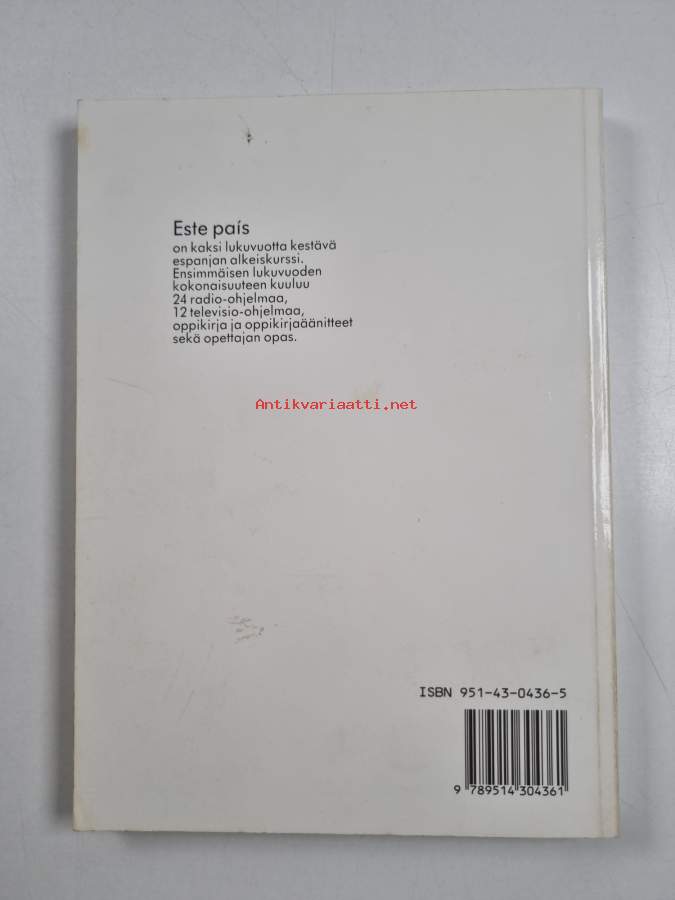 Este país
on kaksi lukuvuotta kestävä
espanjan alkeiskurssi.
Ensimmäisen lukuvuoden
kokonaisuuteen kuuluu
24 radio-ohjelmaa,
12 televisio-ohjelmaa,
oppikirja ja oppikirjaäänitteet
sekä opettajan opas.
Antikvariaatti.net
ISBN 951-43-0436-5
9 789514 304361